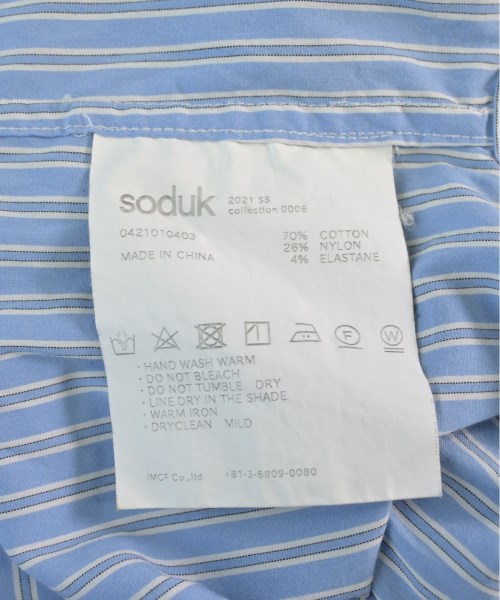 soduk 2021 SS
collection 0006
0421010403 70% COTTON
26% NYLON
MADE IN CHINA 4% ELASTANE
F W
· HAND WASH WARM
· DO NOT BLEACH
· DO NOT TUMBLE DRY
· LINE DRY IN THE SHADE
· WARM IRON
· DRYCLEAN MILD
IMCF Co.,ltd +81-3-6809-0080